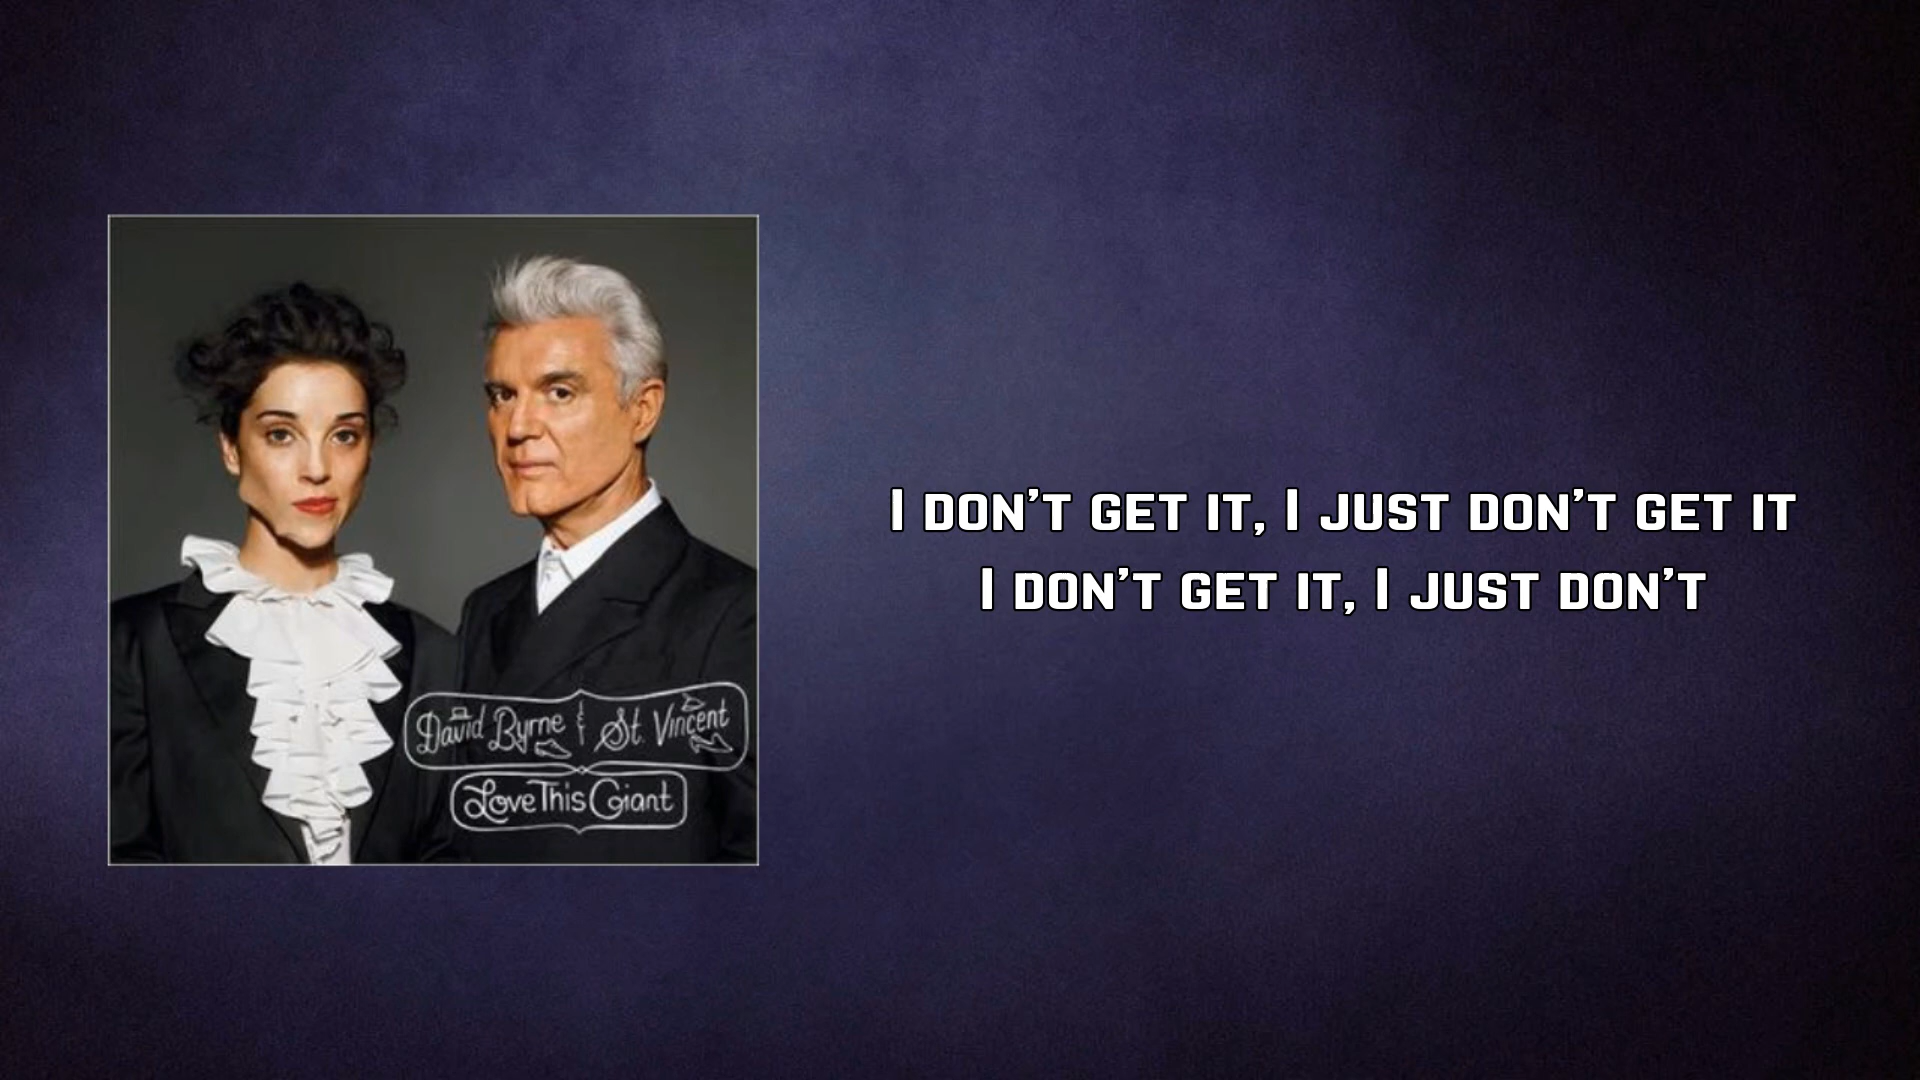 David Byrne & St. Vincent
Love This Giant
I DON'T GET IT, I JUST DON'T GET IT
I DON'T GET IT, I JUST DON'T